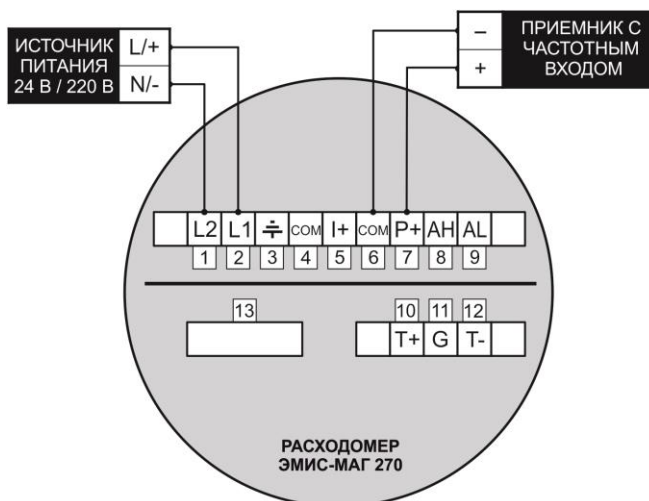 ИСТОЧНИК
ПИТАНИЯ
24 В / 220 В
L/+
N/-
–
+
ПРИЕМНИК С
ЧАСТОТНЫМ
ВХОДОМ
L2 L1 ⏚ COM I+ COM P+ AH AL
1 2 3 4 5 6 7 8 9
13 10 11 12
T+ G T-
РАСХОДОМЕР
ЭМИС-МАГ 270